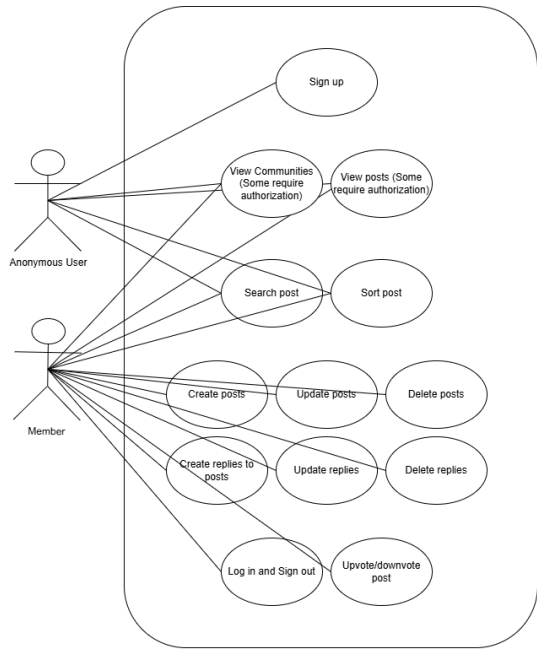 Sign up
View Communities
(Some require
authorization)
View posts (Some
require authorization)
Anonymous User
Search post
Sort post
Create posts
Update posts
Delete posts
Member
Create replies to
posts
Update replies
Delete replies
Log in and Sign out
Upvote/downvote
post